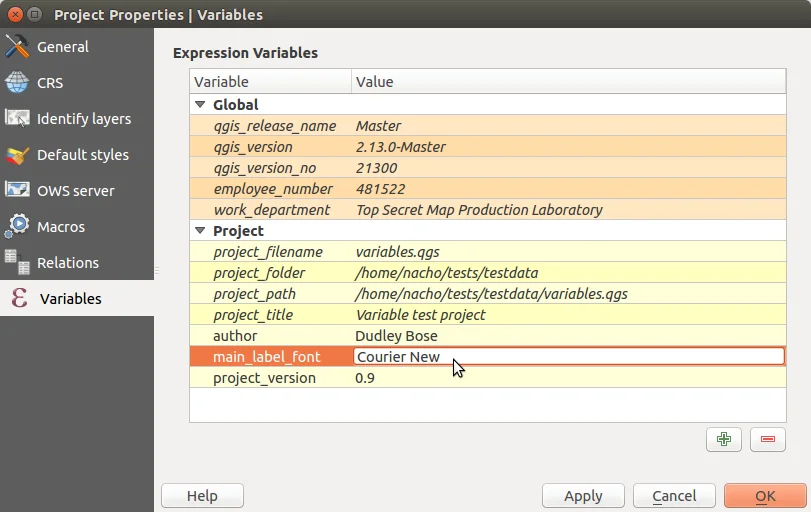 Project Properties | Variables
General
CRS
Identify layers
Default styles
OWS server
Macros
Relations
Variables
Expression Variables
Variable Value
Global
qgis_release_name Master
qgis_version 2.13.0-Master
qgis_version_no 21300
employee_number 481522
work_department Top Secret Map Production Laboratory
Project
project_filename variables.qgs
project_folder /home/nacho/tests/testdata
project_path /home/nacho/tests/testdata/variables.qgs
project_title Variable test project
author Dudley Bose
main_label_font Courier New
project_version 0.9
Help Apply Cancel OK